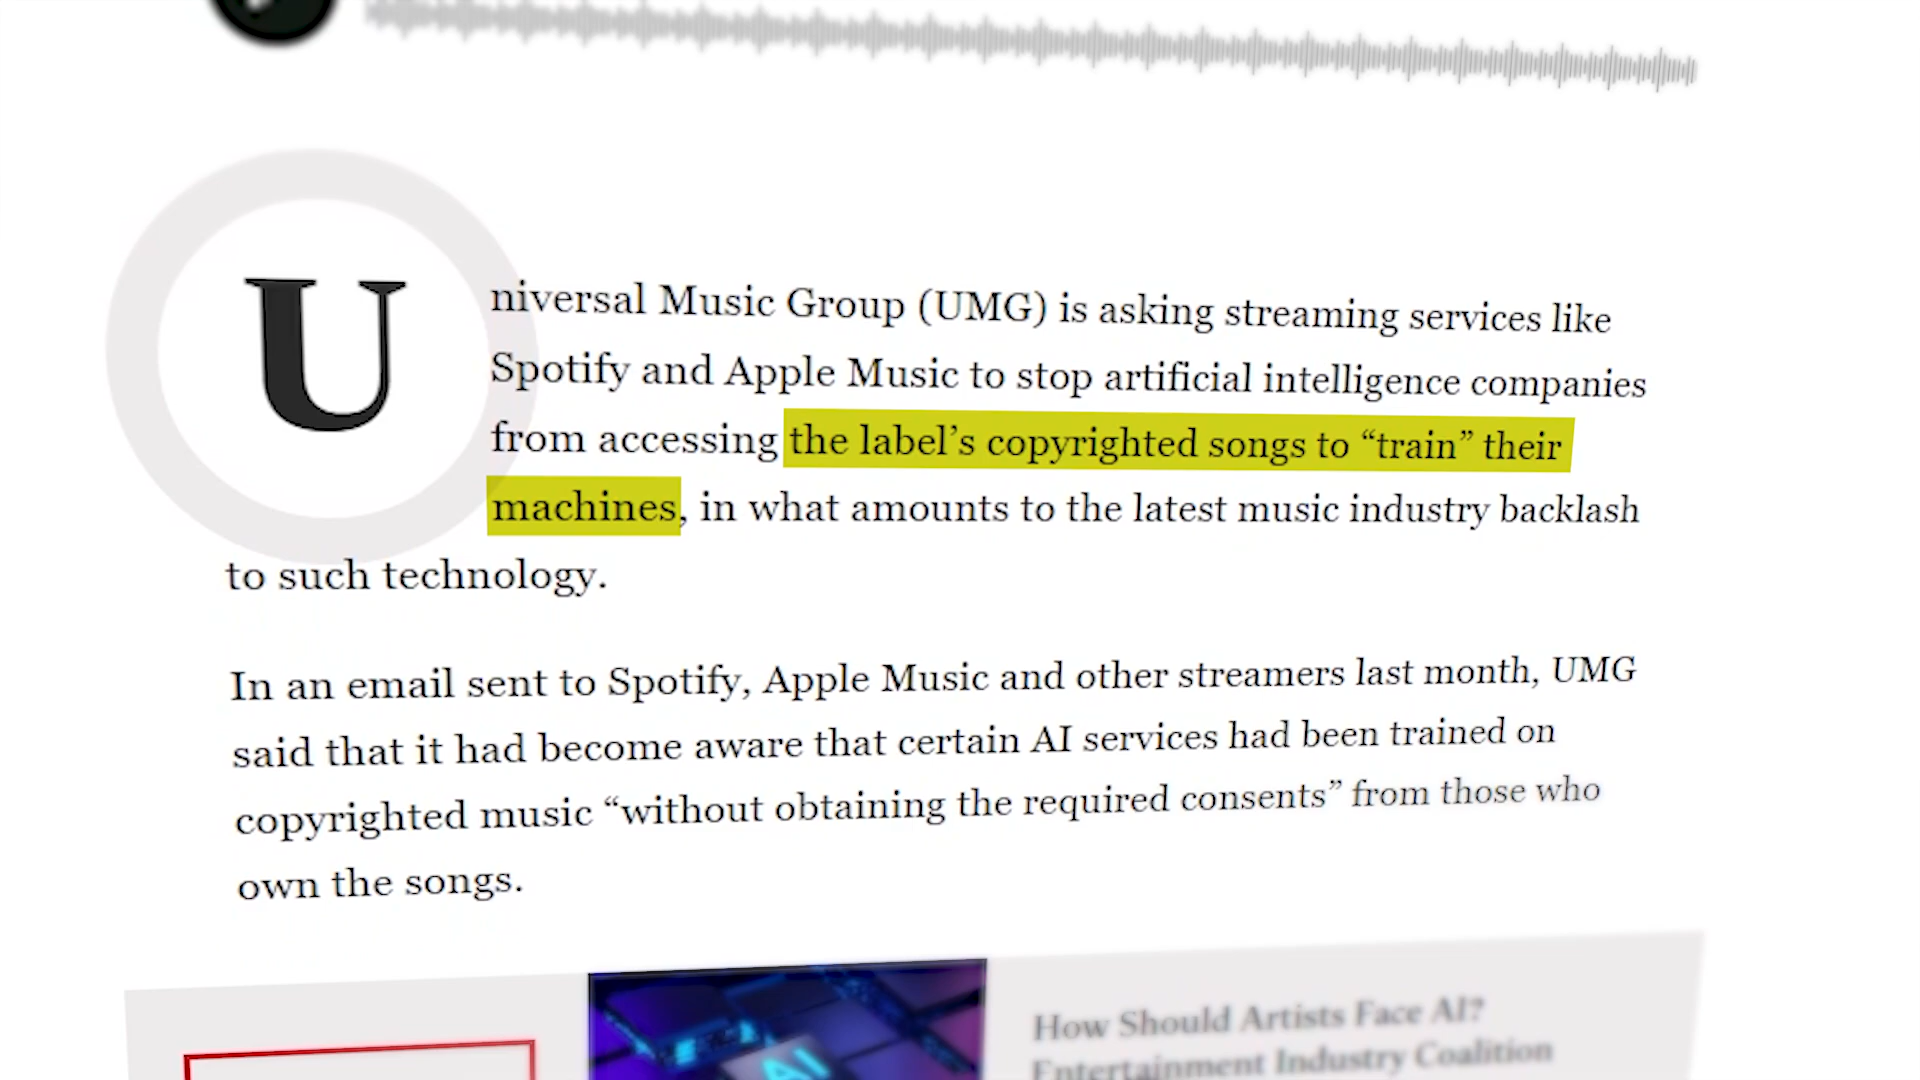 Universal Music Group (UMG) is asking streaming services like
Spotify and Apple Music to stop artificial intelligence companies
from accessing the label’s copyrighted songs to “train” their
machines, in what amounts to the latest music industry backlash
to such technology.
In an email sent to Spotify, Apple Music and other streamers last month, UMG
said that it had become aware that certain AI services had been trained on
copyrighted music “without obtaining the required consents” from those who
own the songs.
AI
How Should Artists Face AI?
Entertainment Industry Coalition